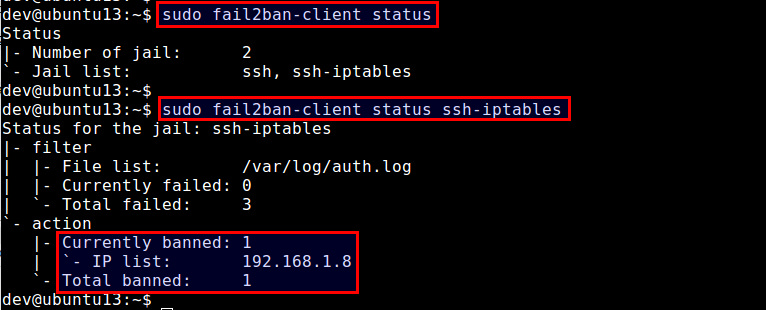 dev@ubuntu13:~$ sudo fail2ban-client status
Status
|- Number of jail:      2
`- Jail list:           ssh, ssh-iptables
dev@ubuntu13:~$
dev@ubuntu13:~$ sudo fail2ban-client status ssh-iptables
Status for the jail: ssh-iptables
|- filter
|  |- File list:        /var/log/auth.log
|  |- Currently failed: 0
|  `- Total failed:     3
`- action
   |- Currently banned: 1
   |  `- IP list:       192.168.1.8
   `- Total banned:     1
dev@ubuntu13:~$